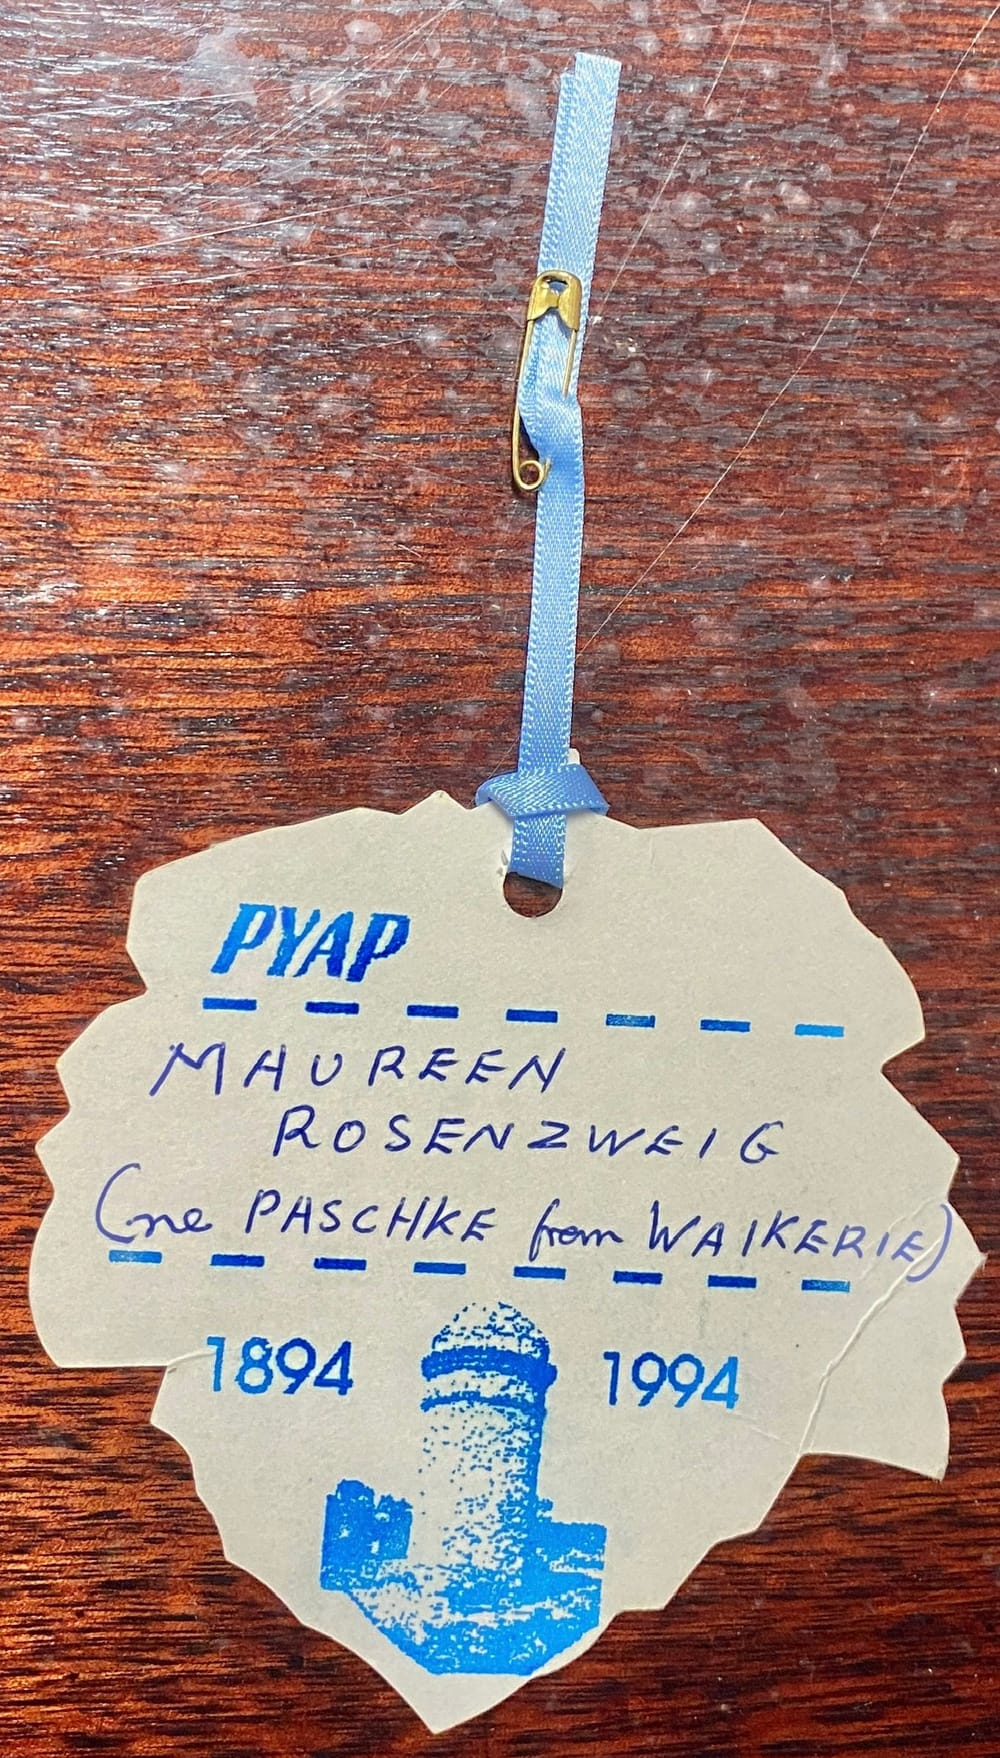 PYAP
MAUREEN
ROSENZWEIG
(ne PASCHKE from WAIKERIE)
1894 1994